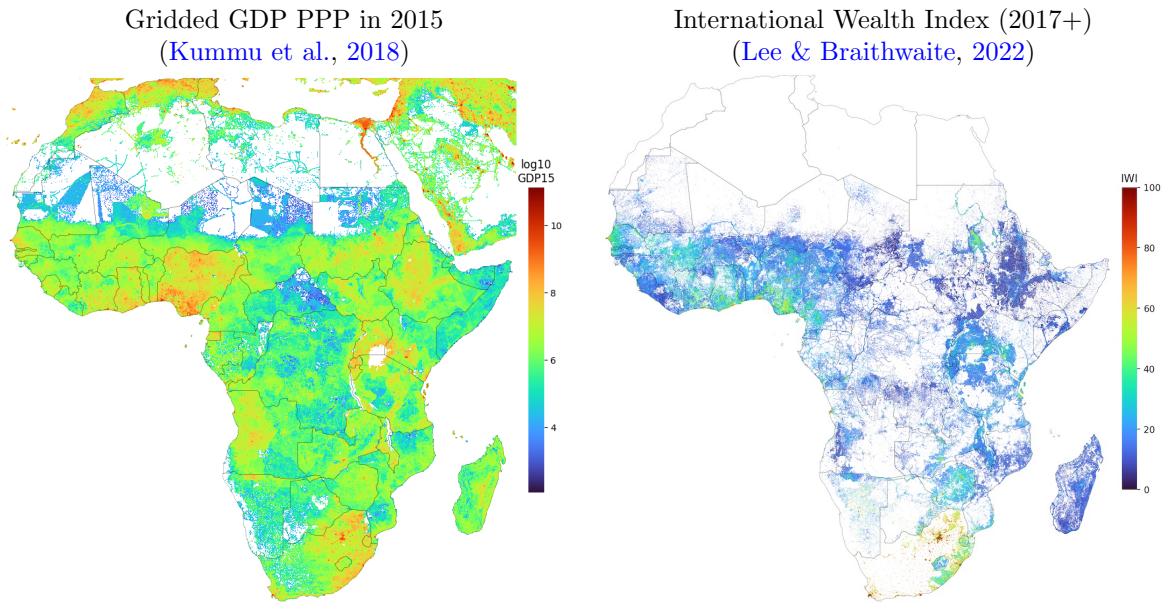 Gridded GDP PPP in 2015
(Kummu et al., 2018)
International Wealth Index (2017+)
(Lee & Braithwaite, 2022)
log10
GDP15
10
8
6
4
IWI
100
80
60
40
20
0